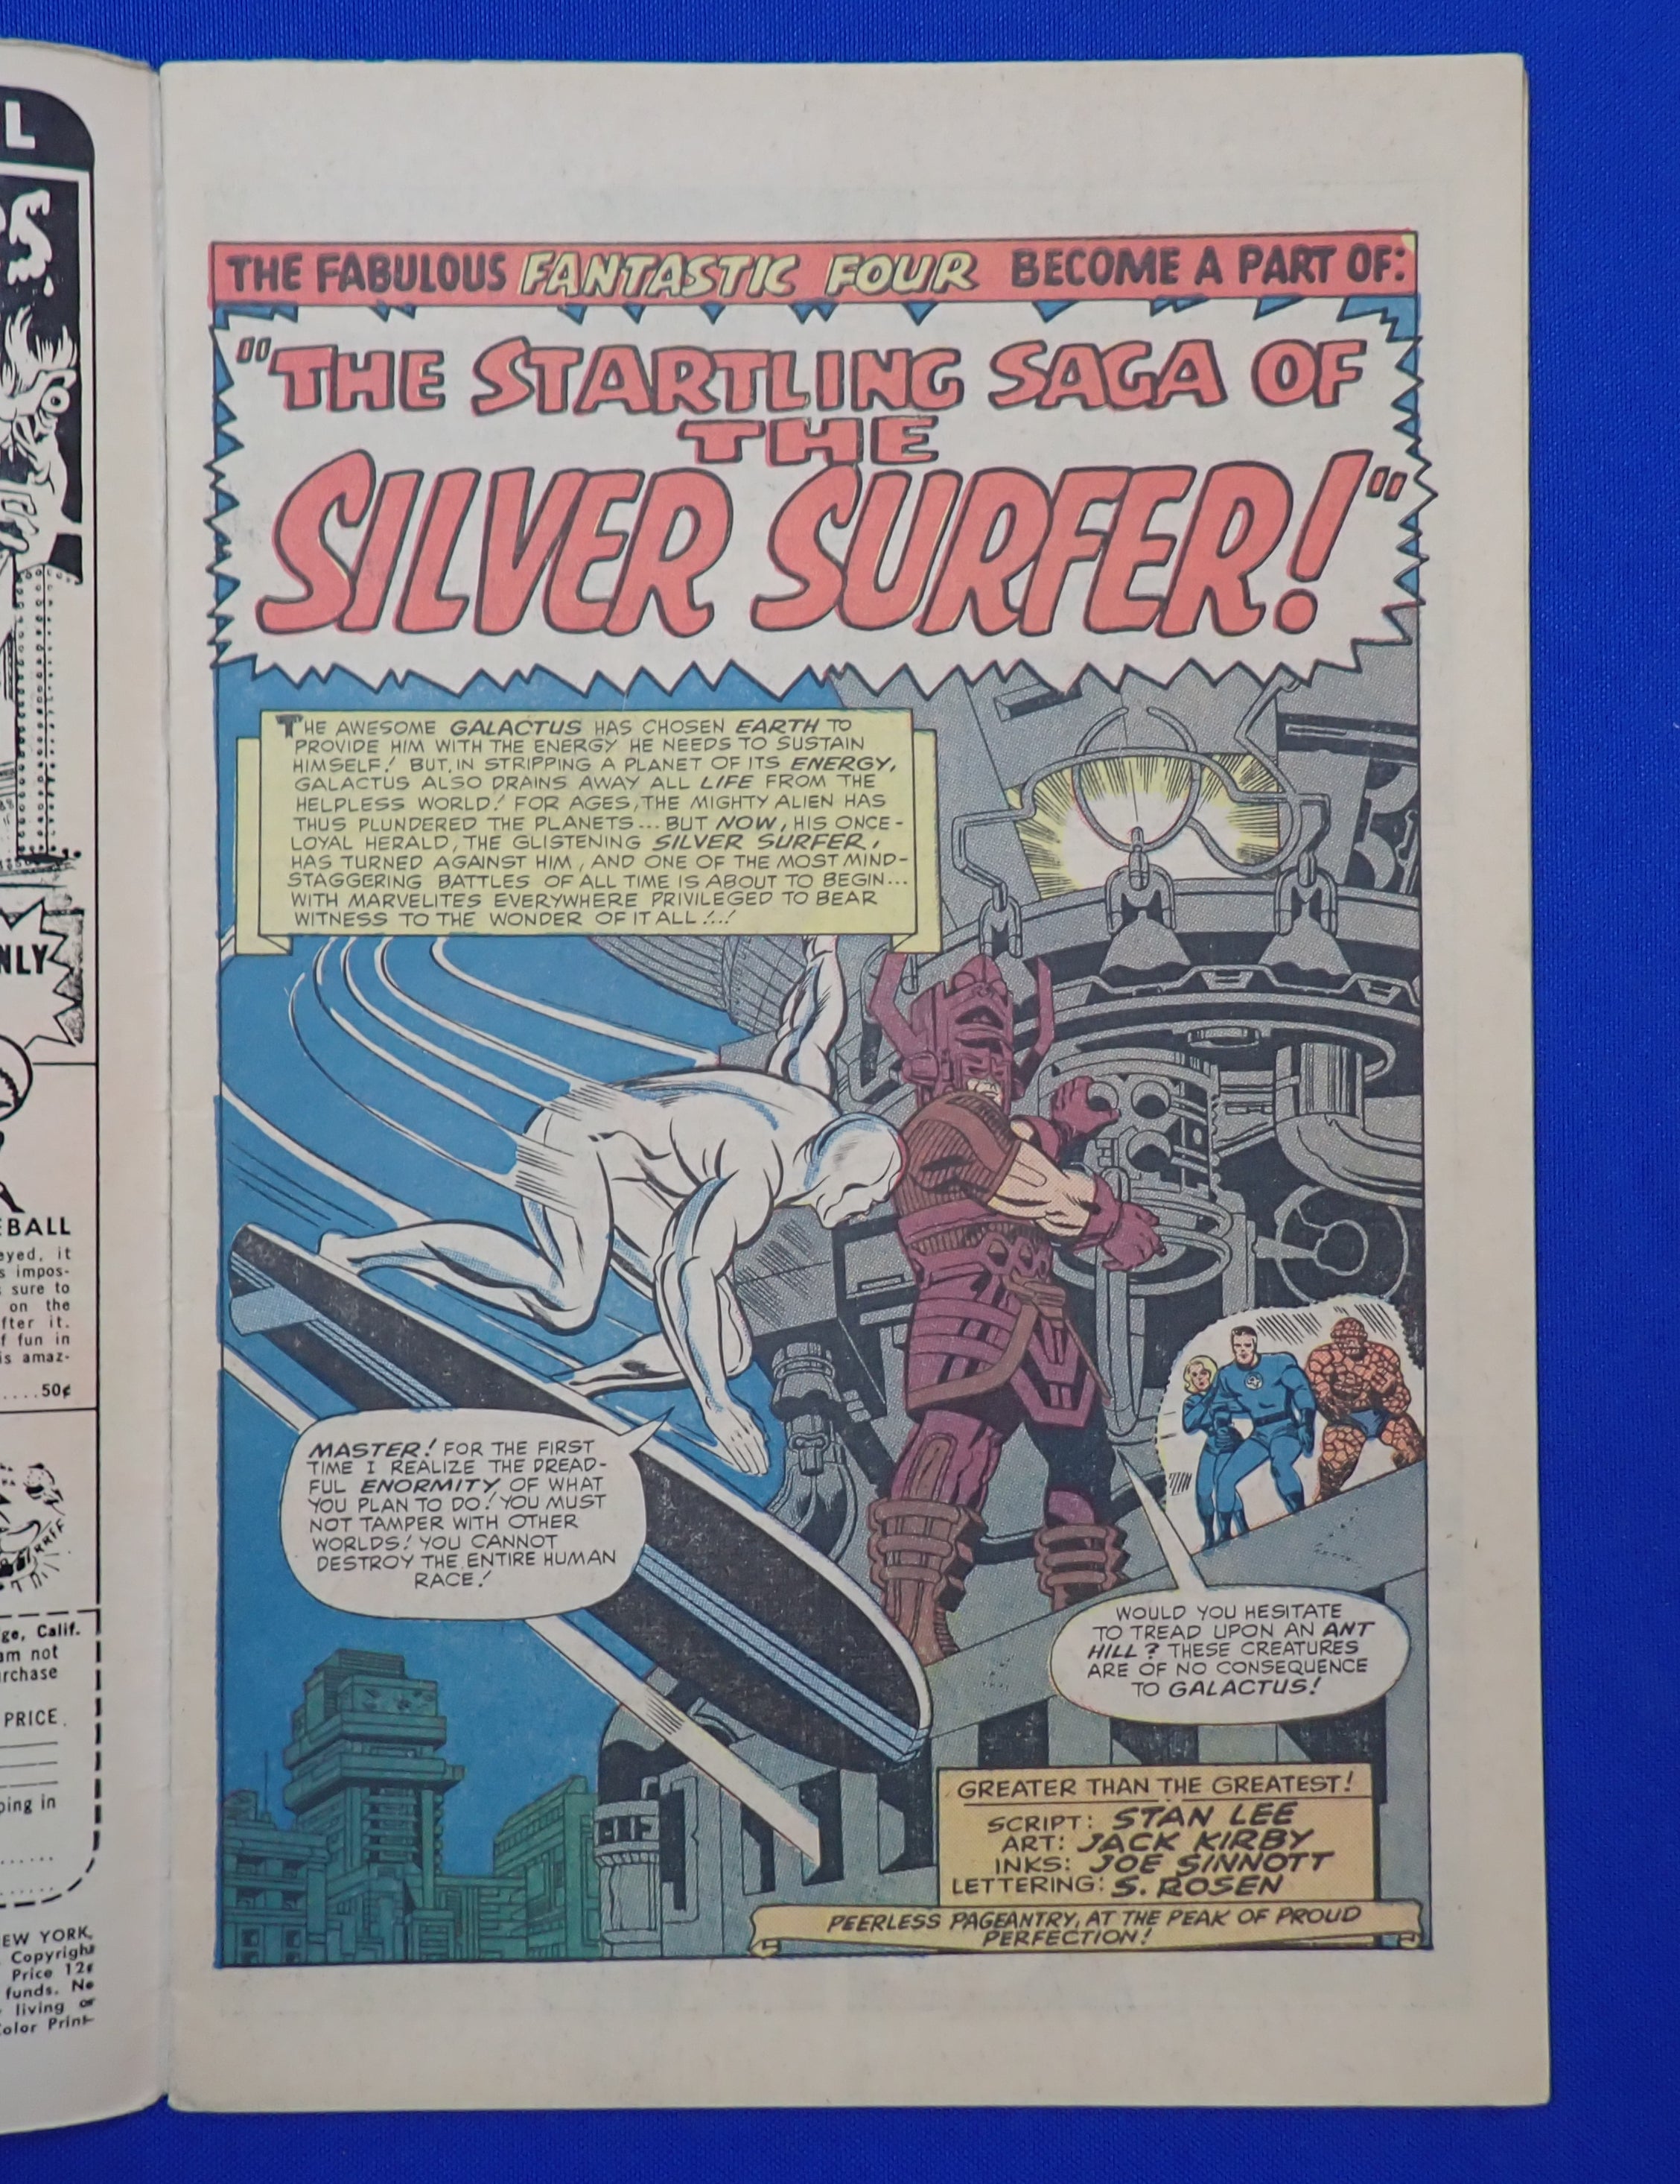 L
PS
NLY
EBALL
eyed, it
s impos-
sure to
on the
fter it.
f fun in
is amaz-
....50¢
RRFF
ge, Calif.
am not
urchase
PRICE
ping in
EW YORK,
Copyright
Price 12¢
funds. No
living or
Color Print-
THE FABULOUS FANTASTIC FOUR BECOME A PART OF:
"THE STARTLING SAGA OF
THE
SILVER SURFER!"
THE AWESOME GALACTUS HAS CHOSEN EARTH TO
PROVIDE HIM WITH THE ENERGY HE NEEDS TO SUSTAIN
HIMSELF! BUT, IN STRIPPING A PLANET OF ITS ENERGY,
GALACTUS ALSO DRAINS AWAY ALL LIFE FROM THE
HELPLESS WORLD! FOR AGES, THE MIGHTY ALIEN HAS
THUS PLUNDERED THE PLANETS... BUT NOW, HIS ONCE-
LOYAL HERALD, THE GLISTENING SILVER SURFER,
HAS TURNED AGAINST HIM, AND ONE OF THE MOST MIND-
STAGGERING BATTLES OF ALL TIME IS ABOUT TO BEGIN...
WITH MARVELITES EVERYWHERE PRIVILEGED TO BEAR
WITNESS TO THE WONDER OF IT ALL!..!
MASTER! FOR THE FIRST
TIME I REALIZE THE DREAD-
FUL ENORMITY OF WHAT
YOU PLAN TO DO! YOU MUST
NOT TAMPER WITH OTHER
WORLDS! YOU CANNOT
DESTROY THE ENTIRE HUMAN
RACE!
WOULD YOU HESITATE
TO TREAD UPON AN ANT
HILL? THESE CREATURES
ARE OF NO CONSEQUENCE
TO GALACTUS!
GREATER THAN THE GREATEST!
SCRIPT: STAN LEE
ART: JACK KIRBY
INKS: JOE SINNOTT
LETTERING: S. ROSEN
PEERLESS PAGEANTRY, AT THE PEAK OF PROUD
PERFECTION!